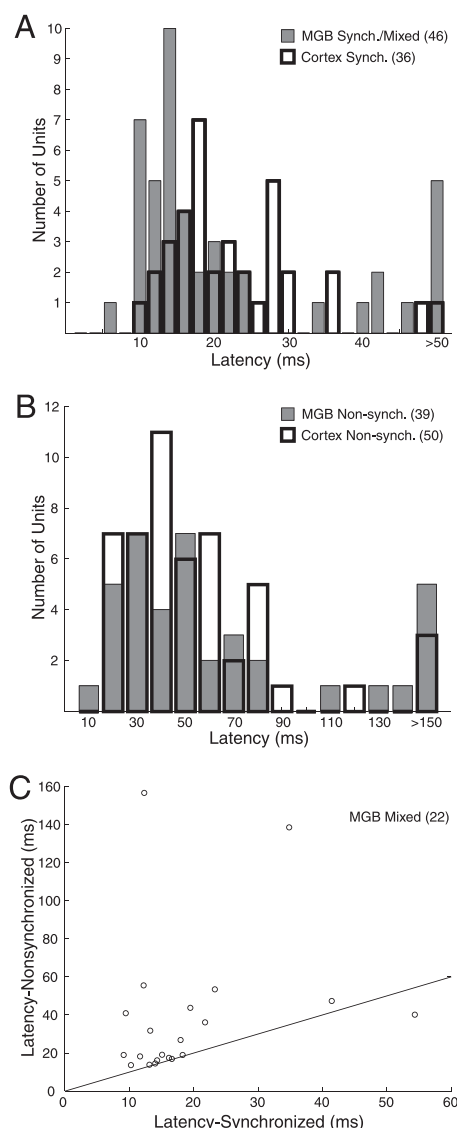 A
MGB Synch./Mixed (46)
Cortex Synch. (36)
Number of Units
10
9
8
7
6
5
4
3
2
1
10 20 30 40 >50
Latency (ms)
B
MGB Non-synch. (39)
Cortex Non-synch. (50)
Number of Units
12
10
8
6
4
2
10 30 50 70 90 110 130 >150
Latency (ms)
C
MGB Mixed (22)
Latency-Nonsynchronized (ms)
160
140
120
100
80
60
40
20
0
0 10 20 30 40 50 60
Latency-Synchronized (ms)